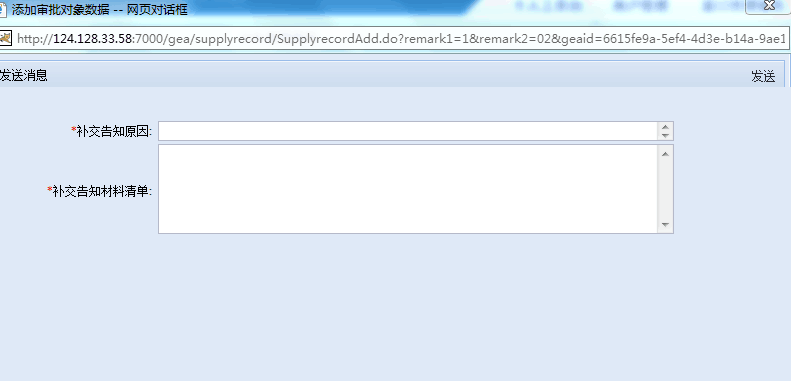 添加审批对象数据 -- 网页对话框
http://124.128.33.58:7000/gea/supplyrecord/SupplyrecordAdd.do?remark1=1&remark2=02&geaid=6615fe9a-5ef4-4d3e-b14a-9ae1
发送消息
发送
*补交告知原因:
*补交告知材料清单: